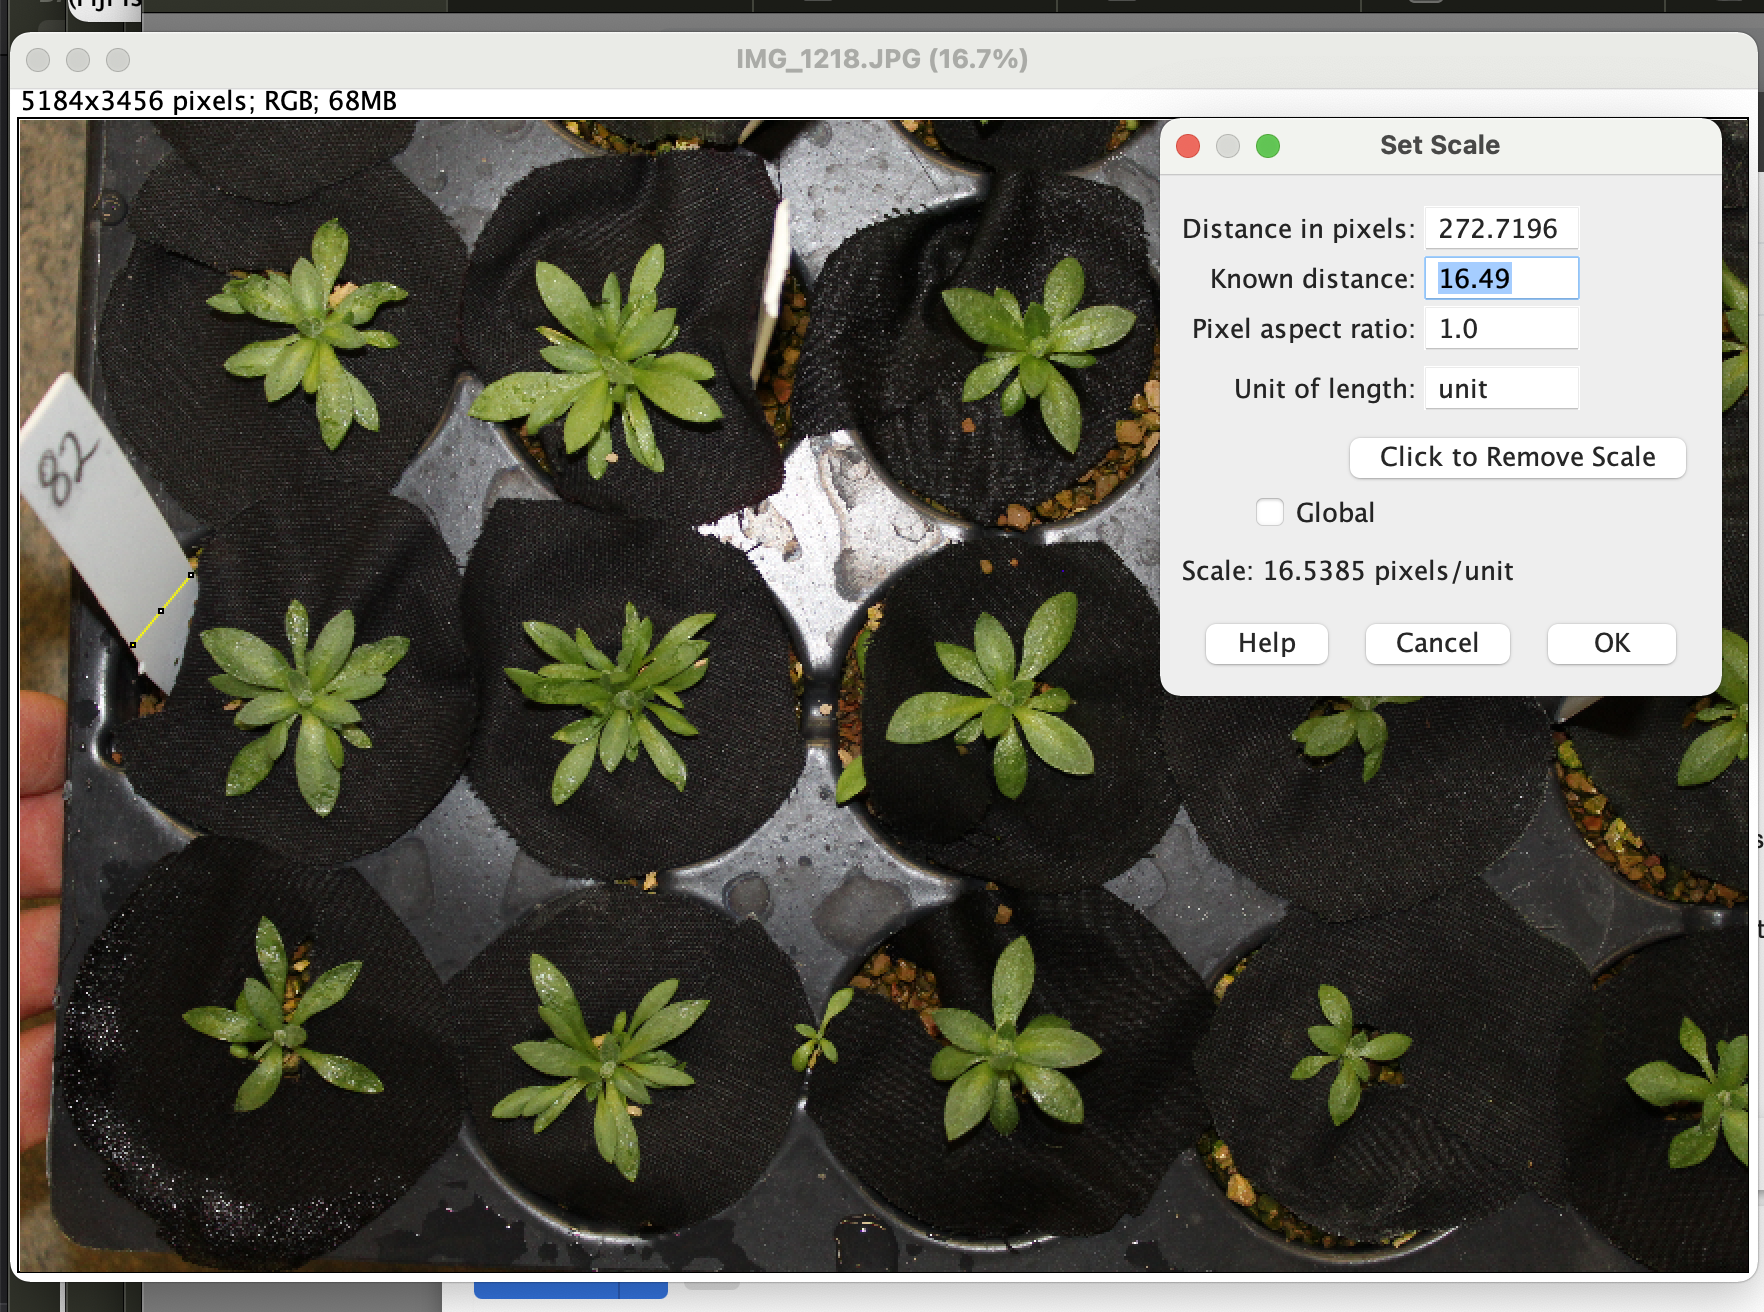 IMG_1218.JPG (16.7%)
5184x3456 pixels; RGB; 68MB
Set Scale
Distance in pixels: 272.7196
Known distance: 16.49
Pixel aspect ratio: 1.0
Unit of length: unit
Click to Remove Scale
Global
Scale: 16.5385 pixels/unit
Help Cancel OK
82